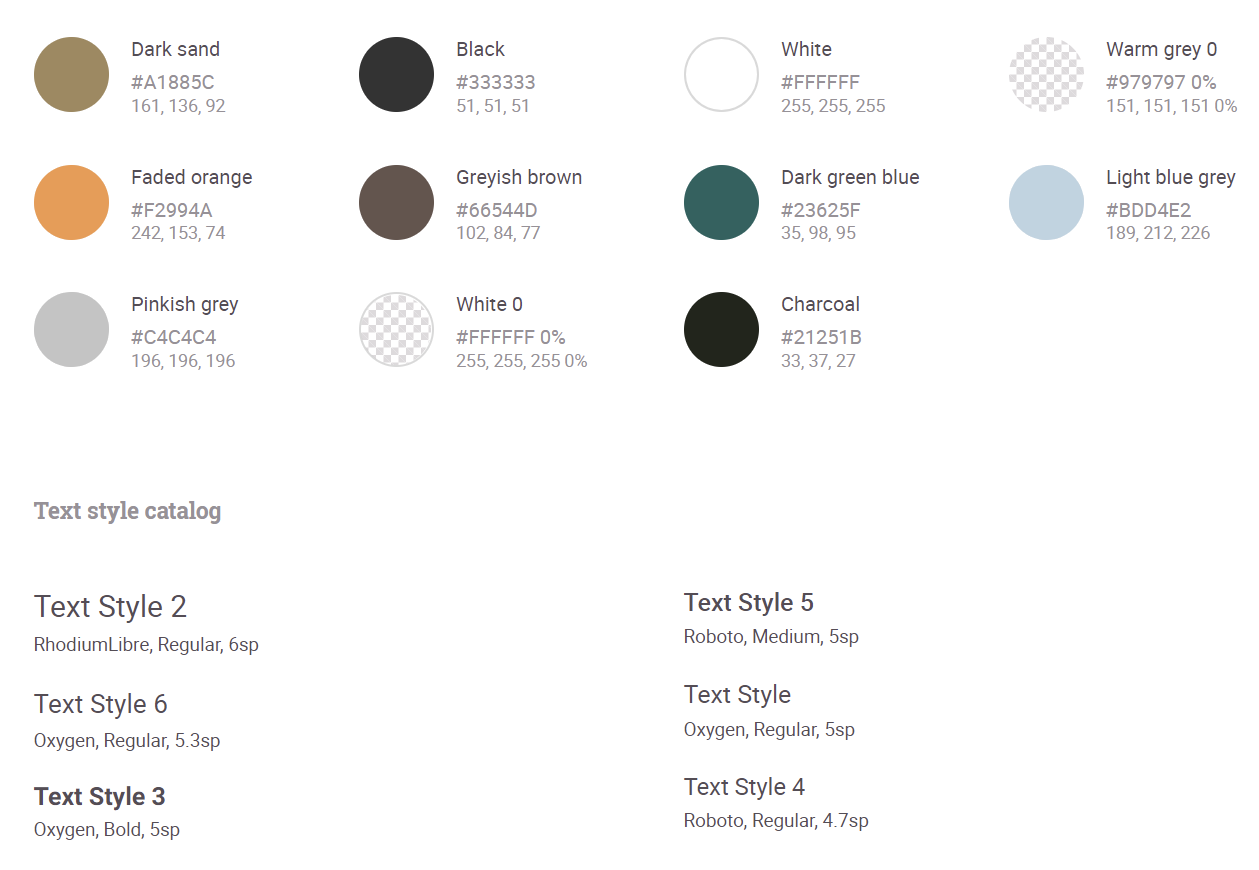 Dark sand
#A1885C
161, 136, 92
Black
#333333
51, 51, 51
White
#FFFFFF
255, 255, 255
Warm grey 0
#979797 0%
151, 151, 151 0%
Faded orange
#F2994A
242, 153, 74
Greyish brown
#66544D
102, 84, 77
Dark green blue
#23625F
35, 98, 95
Light blue grey
#BDD4E2
189, 212, 226
Pinkish grey
#C4C4C4
196, 196, 196
White 0
#FFFFFF 0%
255, 255, 255 0%
Charcoal
#21251B
33, 37, 27
Text style catalog
Text Style 2
RhodiumLibre, Regular, 6sp
Text Style 6
Oxygen, Regular, 5.3sp
Text Style 3
Oxygen, Bold, 5sp
Text Style 5
Roboto, Medium, 5sp
Text Style
Oxygen, Regular, 5sp
Text Style 4
Roboto, Regular, 4.7sp